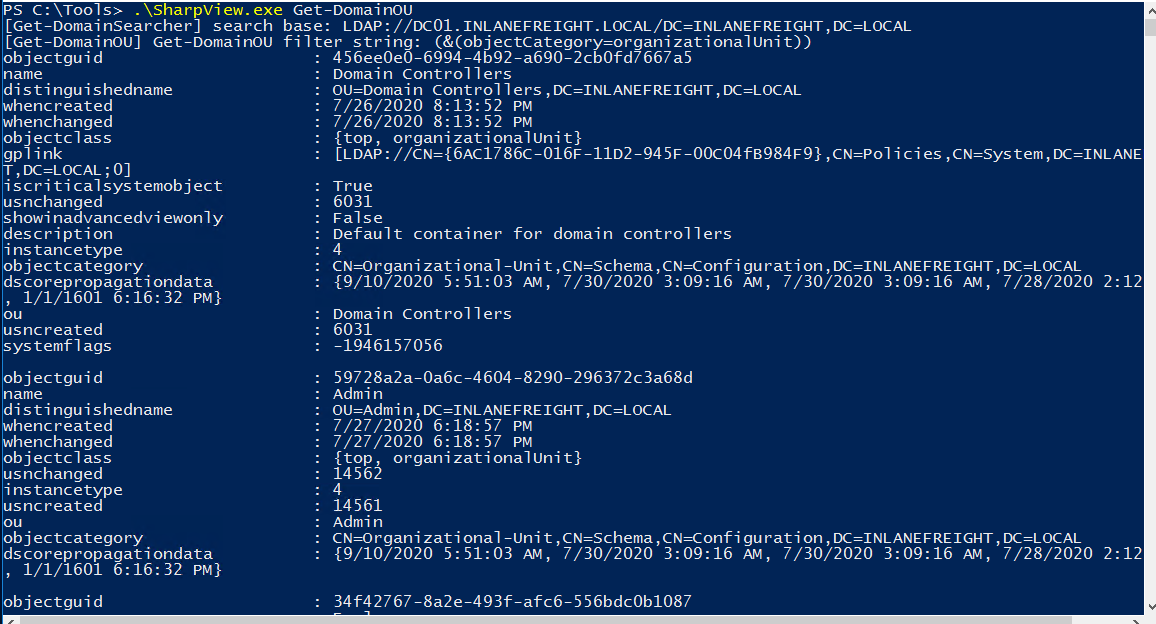 PS C:\Tools> .\SharpView.exe Get-DomainOU
[Get-DomainSearcher] search base: LDAP://DC01.INLANEFREIGHT.LOCAL/DC=INLANEFREIGHT,DC=LOCAL
[Get-DomainOU] Get-DomainOU filter string: (&(objectCategory=organizationalUnit))
objectguid : 456ee0e0-6994-4b92-a690-2cb0fd7667a5
name : Domain Controllers
distinguishedname : OU=Domain Controllers,DC=INLANEFREIGHT,DC=LOCAL
whencreated : 7/26/2020 8:13:52 PM
whenchanged : 7/26/2020 8:13:52 PM
objectclass : {top, organizationalUnit}
gplink : [LDAP://CN={6AC1786C-016F-11D2-945F-00C04fB984F9},CN=Policies,CN=System,DC=INLANE
T,DC=LOCAL;0]
iscriticalsystemobject : True
usnchanged : 6031
showinadvancedviewonly : False
description : Default container for domain controllers
instancetype : 4
objectcategory : CN=Organizational-Unit,CN=Schema,CN=Configuration,DC=INLANEFREIGHT,DC=LOCAL
dscorepropagationdata : {9/10/2020 5:51:03 AM, 7/30/2020 3:09:16 AM, 7/30/2020 3:09:16 AM, 7/28/2020 2:12
, 1/1/1601 6:16:32 PM}
ou : Domain Controllers
usncreated : 6031
systemflags : -1946157056
objectguid : 59728a2a-0a6c-4604-8290-296372c3a68d
name : Admin
distinguishedname : OU=Admin,DC=INLANEFREIGHT,DC=LOCAL
whencreated : 7/27/2020 6:18:57 PM
whenchanged : 7/27/2020 6:18:57 PM
objectclass : {top, organizationalUnit}
usnchanged : 14562
instancetype : 4
usncreated : 14561
ou : Admin
objectcategory : CN=Organizational-Unit,CN=Schema,CN=Configuration,DC=INLANEFREIGHT,DC=LOCAL
dscorepropagationdata : {9/10/2020 5:51:03 AM, 7/30/2020 3:09:16 AM, 7/30/2020 3:09:16 AM, 7/28/2020 2:12
, 1/1/1601 6:16:32 PM}
objectguid : 34f42767-8a2e-493f-afc6-556bdc0b1087